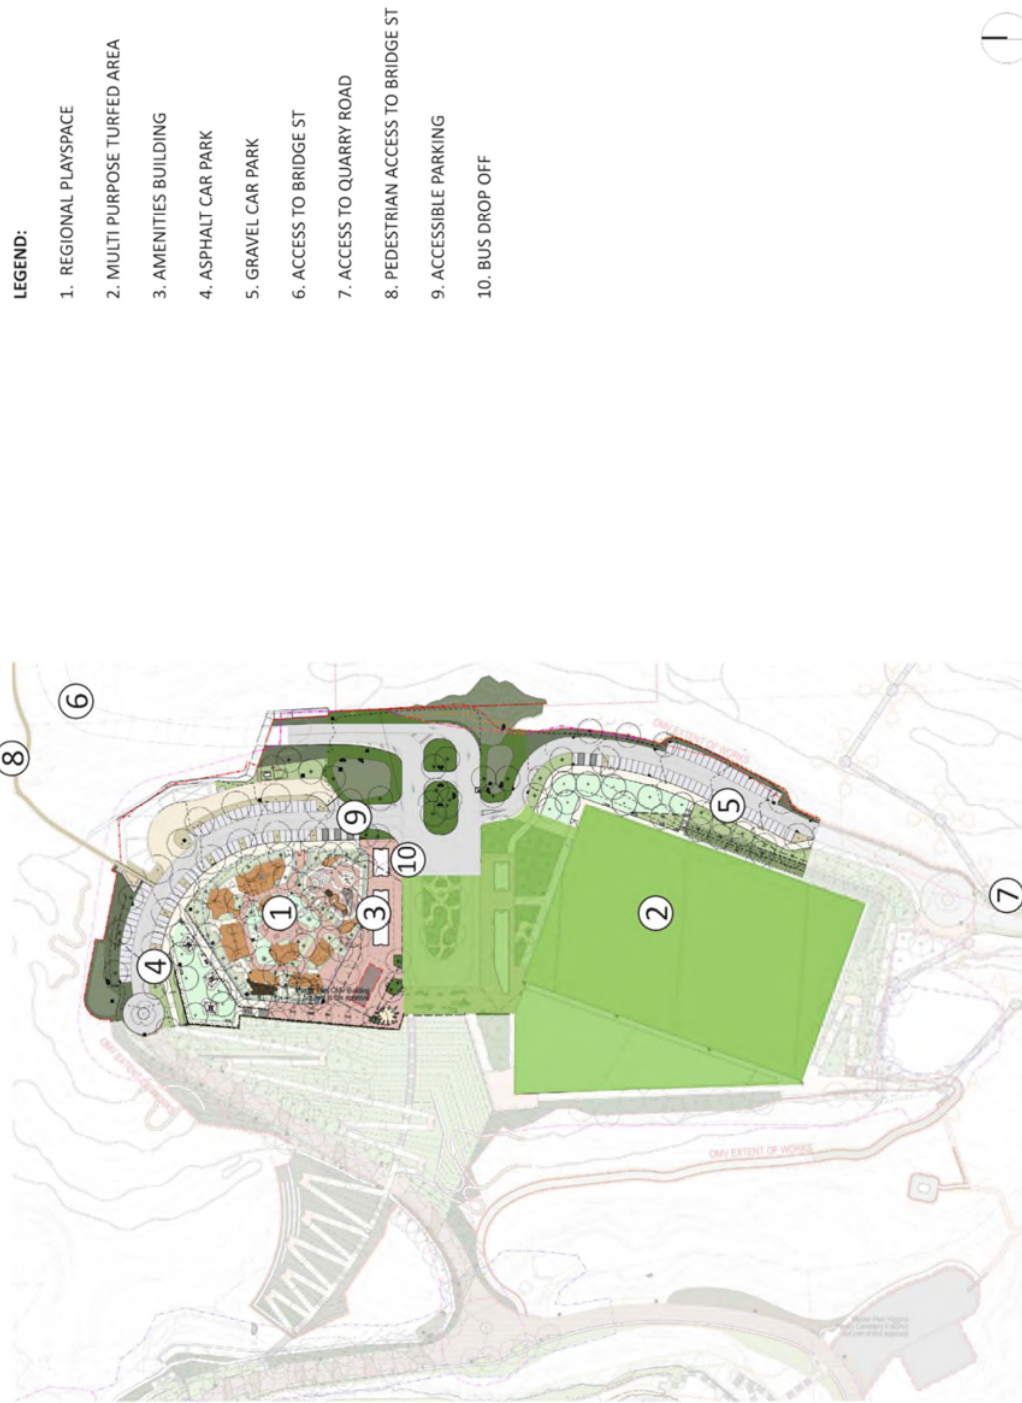 LEGEND:
1. REGIONAL PLAYSPACE
2. MULTI PURPOSE TURFED AREA
3. AMENITIES BUILDING
4. ASPHALT CAR PARK
5. GRAVEL CAR PARK
6. ACCESS TO BRIDGE ST
7. ACCESS TO QUARRY ROAD
8. PEDESTRIAN ACCESS TO BRIDGE ST
9. ACCESSIBLE PARKING
10. BUS DROP OFF
8
6
9
10
5
1
3
2
7
4
OMV EXTENT OF WORKS
OMV EXTENT OF WORKS
OMV EXTENT OF